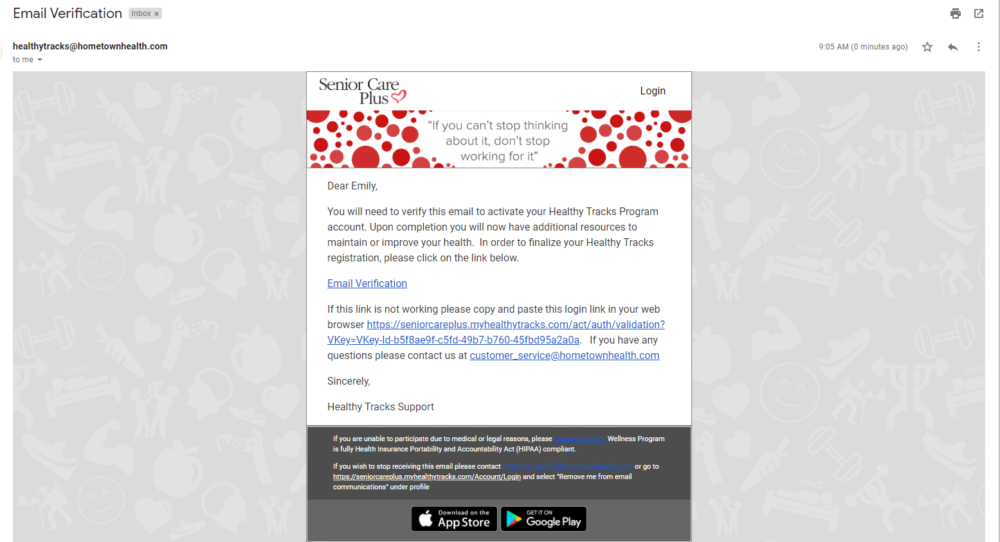 Email Verification Inbox ×
healthytracks@hometownhealth.com 9:05 AM (0 minutes ago)
to me
Senior Care
Plus
Login
“If you can’t stop thinking
about it, don’t stop
working for it”
Dear Emily,
You will need to verify this email to activate your Healthy Tracks Program
account. Upon completion you will now have additional resources to
maintain or improve your health.  In order to finalize your Healthy Tracks
registration, please click on the link below.
Email Verification
If this link is not working please copy and paste this login link in your web
browser https://seniorcareplus.myhealthytracks.com/act/auth/validation?
VKey=VKey-Id-b5f8ae9f-c5fd-49b7-b760-45fbd95a2a0a.   If you have any
questions please contact us at customer_service@hometownhealth.com
Sincerely,
Healthy Tracks Support
If you are unable to participate due to medical or legal reasons, please contact support. Wellness Program
is fully Health Insurance Portability and Accountability Act (HIPAA) compliant.
If you wish to stop receiving this email please contact customer_service@hometownhealth.com or go to
https://seniorcareplus.myhealthytracks.com/Account/Login and select "Remove me from email
communications" under profile
Download on the
App Store
GET IT ON
Google Play